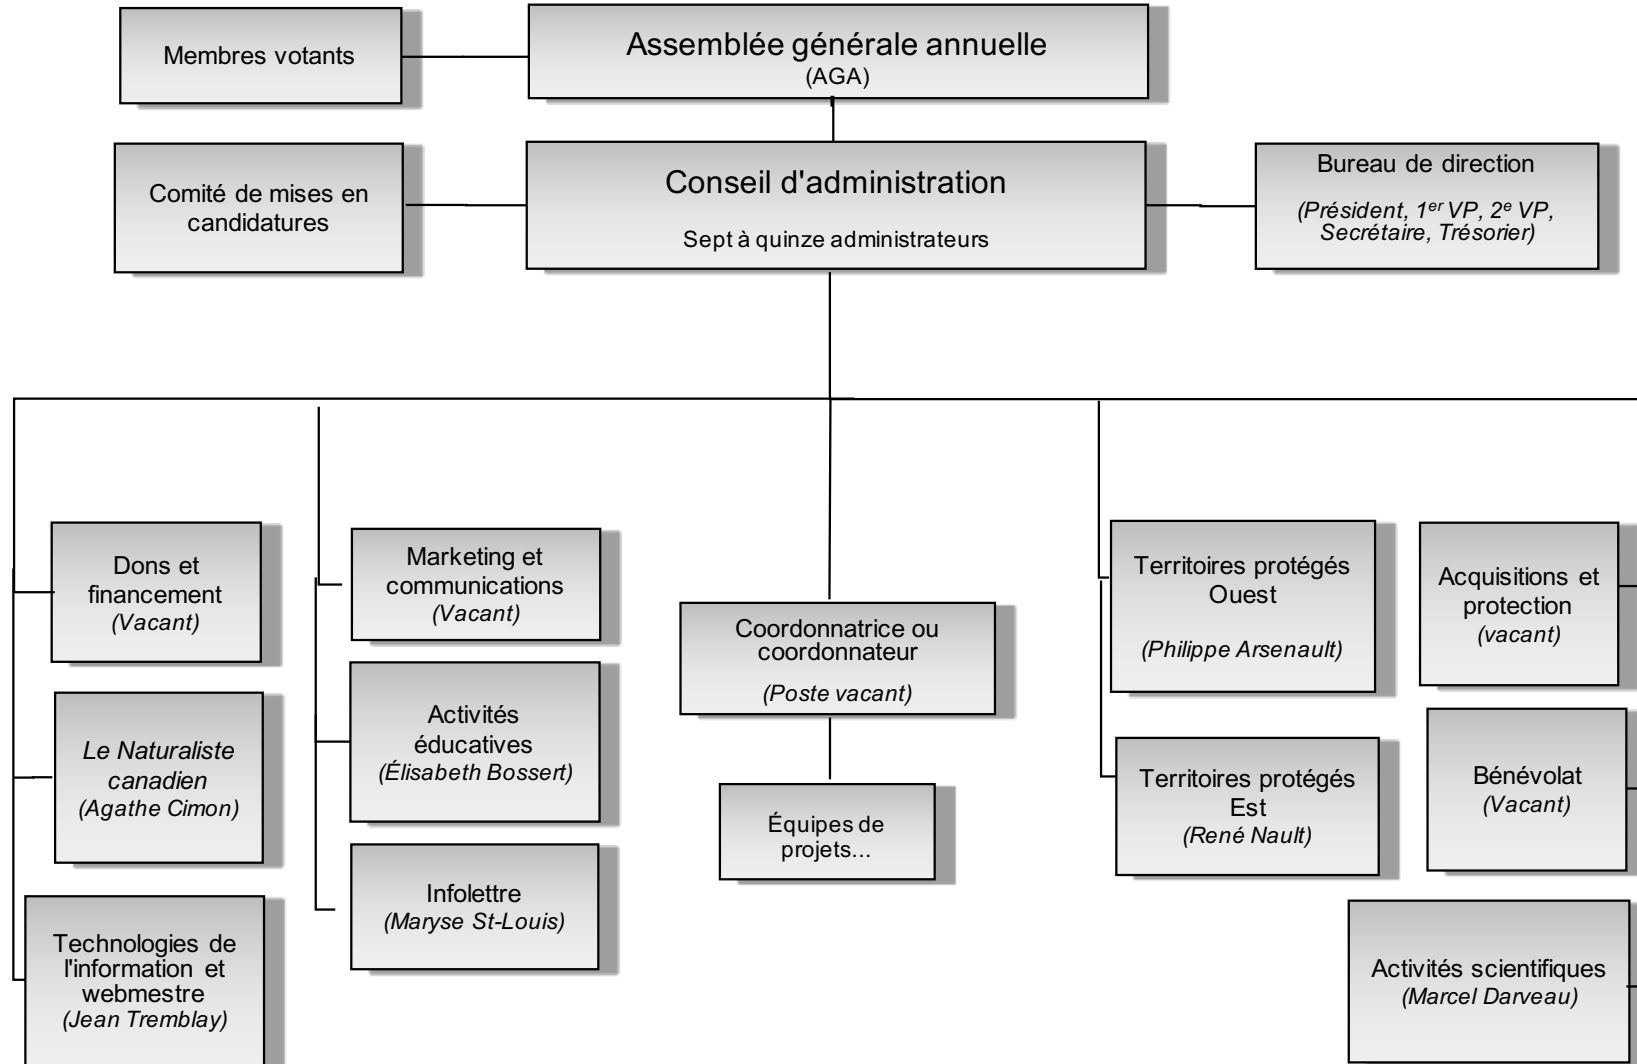 Membres votants
Assemblée générale annuelle
(AGA)
Comité de mises en
candidatures
Conseil d'administration
Sept à quinze administrateurs
Bureau de direction
(Président, 1er VP, 2e VP,
Secrétaire, Trésorier)
Dons et
financement
(Vacant)
Le Naturaliste
canadien
(Agathe Cimon)
Technologies de
l'information et
webmestre
(Jean Tremblay)
Marketing et
communications
(Vacant)
Activités
éducatives
(Élisabeth Bossert)
Infolettre
(Maryse St-Louis)
Coordonnatrice ou
coordonnateur
(Poste vacant)
Équipes de
projets...
Territoires protégés
Ouest
(Philippe Arsenault)
Territoires protégés
Est
(René Nault)
Acquisitions et
protection
(vacant)
Bénévolat
(Vacant)
Activités scientifiques
(Marcel Darveau)